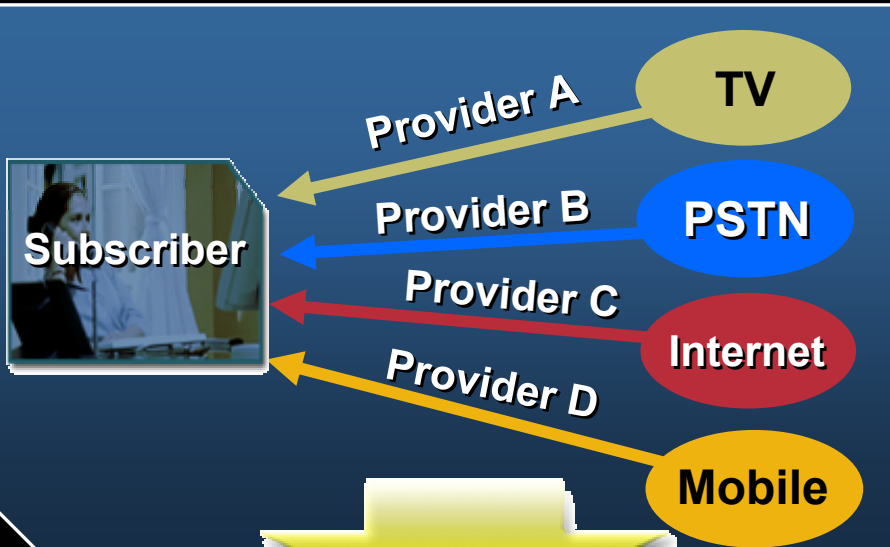 TV
Provider A
PSTN
Provider B
Subscriber
Provider C
Internet
Provider D
Mobile